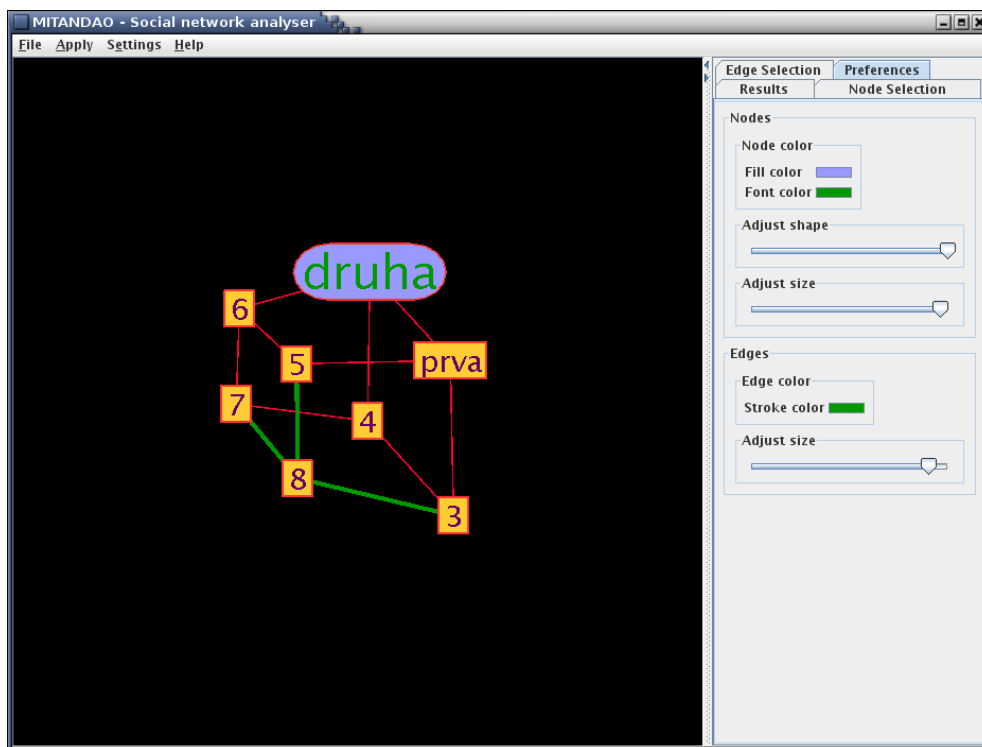 MITANDAO - Social network analyser
File Apply Settings Help
Edge Selection Preferences
Results Node Selection
Nodes
Node color
Fill color
Font color
Adjust shape
Adjust size
Edges
Edge color
Stroke color
Adjust size
druha
6
5
prva
7
4
8
3